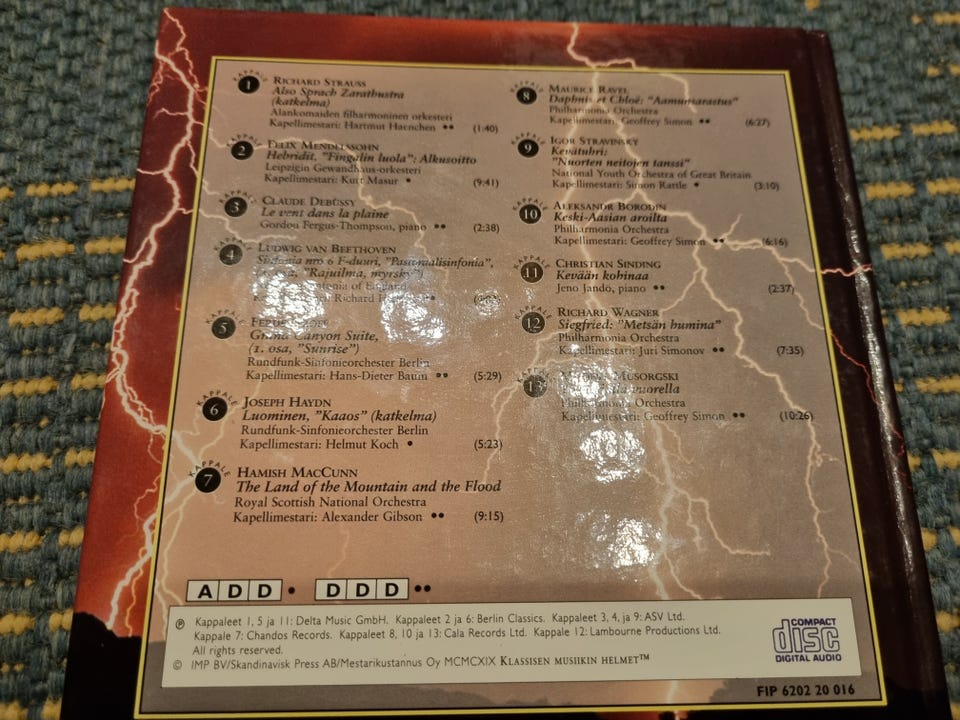 KAPPALE
1
RICHARD STRAUSS
Also Sprach Zarathustra
(katkelma)
Alankomaiden filharmoninen orkesteri
Kapellimestari: Hartmut Haenchen •• (1:40)
KAPPALE
2
FELIX MENDELSSOHN
Hebridit, "Fingalin luola": Alkusoitto
Leipzigin Gewandhaus-orkesteri
Kapellimestari: Kurt Masur • (9:41)
KAPPALE
3
CLAUDE DEBUSSY
Le vent dans la plaine
Gordon Fergus-Thompson, piano •• (2:38)
KAPPALE
4
LUDWIG VAN BEETHOVEN
Sinfonia nro 6 F-duuri, "Pastoraalisinfonia",
"Rajuilma, myrsky")
of England
Richard
KAPPALE
5
Grand Canyon Suite,
(1. osa, "Sunrise")
Rundfunk-Sinfonieorchester Berlin
Kapellimestari: Hans-Dieter Baum •• (5:29)
KAPPALE
6
JOSEPH HAYDN
Luominen, "Kaaos" (katkelma)
Rundfunk-Sinfonieorchester Berlin
Kapellimestari: Helmut Koch • (5:23)
KAPPALE
7
HAMISH MACCUNN
The Land of the Mountain and the Flood
Royal Scottish National Orchestra
Kapellimestari: Alexander Gibson •• (9:15)
KAPPALE
8
MAURICE RAVEL
Daphnis et Chloë: "Aamunsarastus"
Philharmonia Orchestra
Kapellimestari: Geoffrey Simon •• (6:27)
KAPPALE
9
IGOR STRAVINSKY
Kevätuhri:
"Nuorten neitojen tanssi"
National Youth Orchestra of Great Britain
Kapellimestari: Simon Rattle • (3:10)
KAPPALE
10
ALEKSANDR BORODIN
Keski-Aasian aroilta
Philharmonia Orchestra
Kapellimestari: Geoffrey Simon •• (6:16)
KAPPALE
11
CHRISTIAN SINDING
Kevään kohinaa
Jeno Jandó, piano •• (2:37)
KAPPALE
12
RICHARD WAGNER
Siegfried: "Metsän humina"
Philharmonia Orchestra
Kapellimestari: Juri Simonov •• (7:35)
KAPPALE
13
MUSORGSKI
vuorella
Philharmonia Orchestra
Kapellimestari: Geoffrey Simon •• (10:26)
ADD • DDD ••
℗ Kappaleet 1, 5 ja 11: Delta Music GmbH. Kappaleet 2 ja 6: Berlin Classics. Kappaleet 3, 4, ja 9: ASV Ltd.
Kappale 7: Chandos Records. Kappaleet 8, 10 ja 13: Cala Records Ltd. Kappale 12: Lambourne Productions Ltd.
All rights reserved.
© IMP BV/Skandinavisk Press AB/Mestarikustannus Oy MCMCXIX KLASSISEN MUSIIKIN HELMET™
COMPACT
disc
DIGITAL AUDIO
FIP 6202 20 016